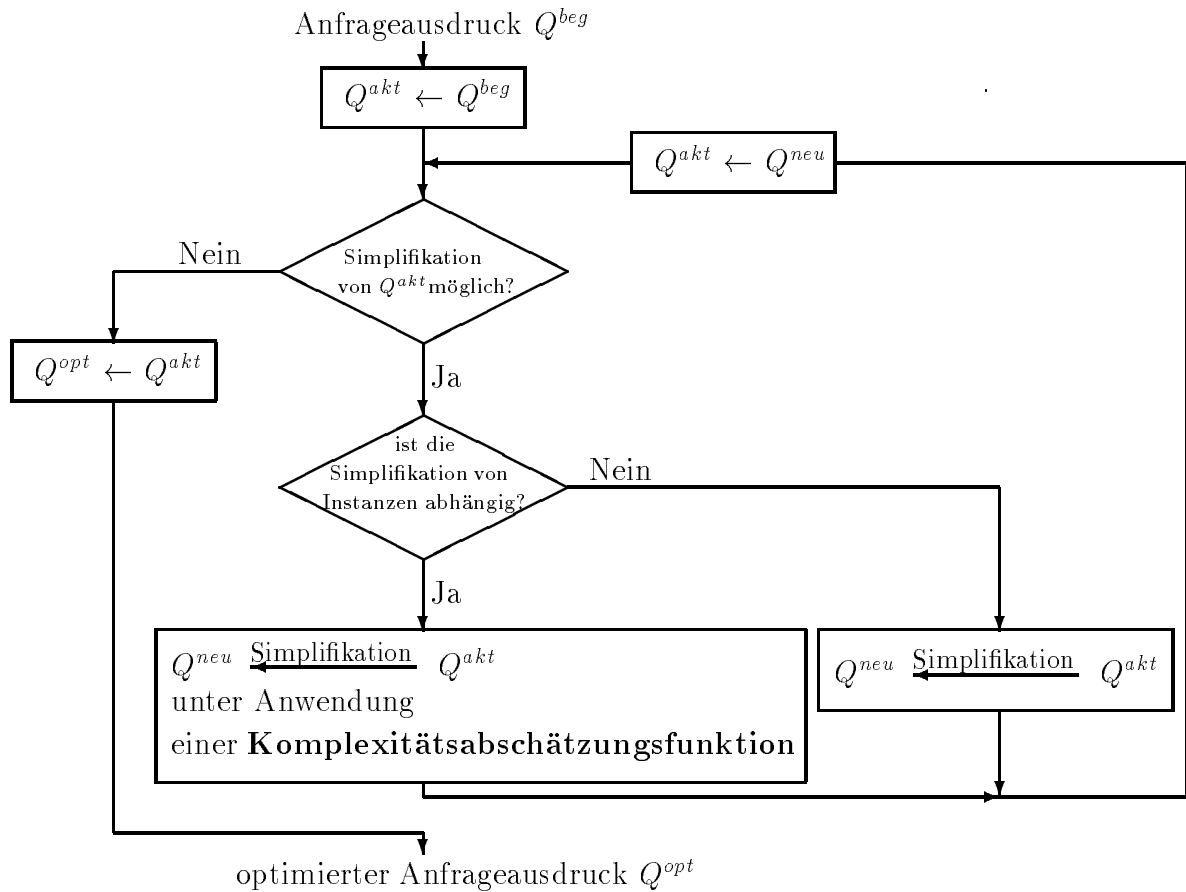 Anfrageausdruck Q^{beg}
Q^{akt} ← Q^{beg}
Q^{akt} ← Q^{neu}
Nein
Simplifikation
von Q^{akt} möglich?
Q^{opt} ← Q^{akt}
Ja
ist die
Simplifikation von
Instanzen abhängig?
Nein
Ja
Q^{neu} Simplifikation Q^{akt}
unter Anwendung
einer Komplexitätsabschätzungsfunktion
Q^{neu} Simplifikation Q^{akt}
optimierter Anfrageausdruck Q^{opt}